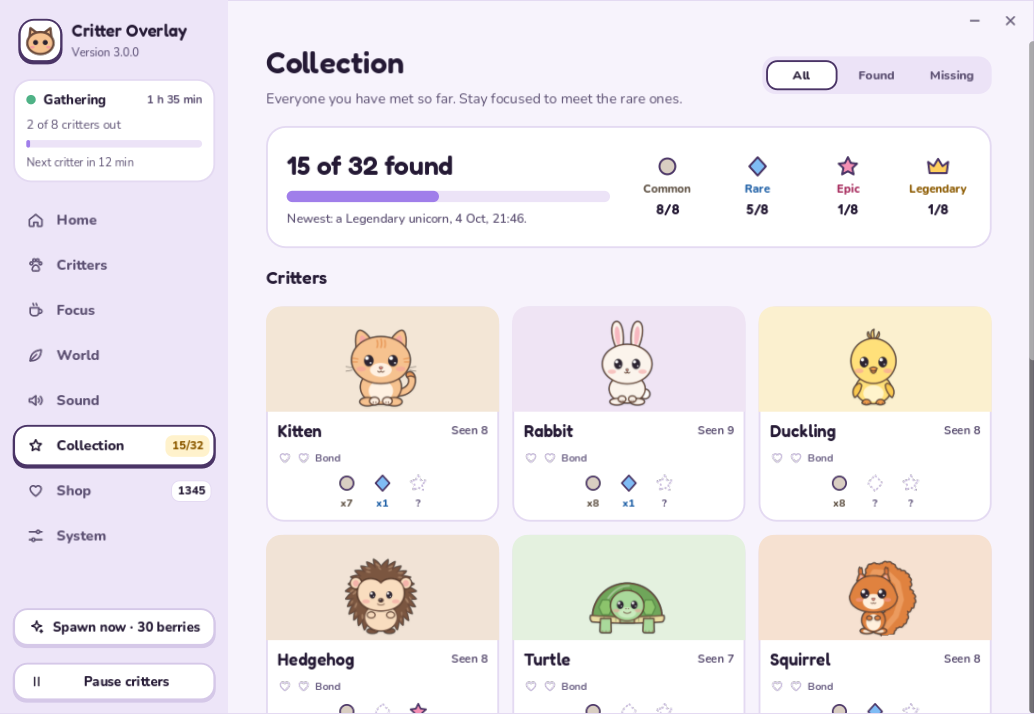 Critter Overlay
Version 3.0.0
Gathering 1 h 35 min
2 of 8 critters out
Next critter in 12 min
Home
Critters
Focus
World
Sound
Collection 15/32
Shop 1345
System
Spawn now · 30 berries
Pause critters
Collection
Everyone you have met so far. Stay focused to meet the rare ones.
All Found Missing
15 of 32 found
Newest: a Legendary unicorn, 4 Oct, 21:46.
Common Rare Epic Legendary
8/8 5/8 1/8 1/8
Critters
Kitten Seen 8
Bond
x7 x1 ?
Rabbit Seen 9
Bond
x8 x1 ?
Duckling Seen 8
Bond
x8 ? ?
Hedgehog Seen 8
Bond
Turtle Seen 7
Bond
Squirrel Seen 8
Bond